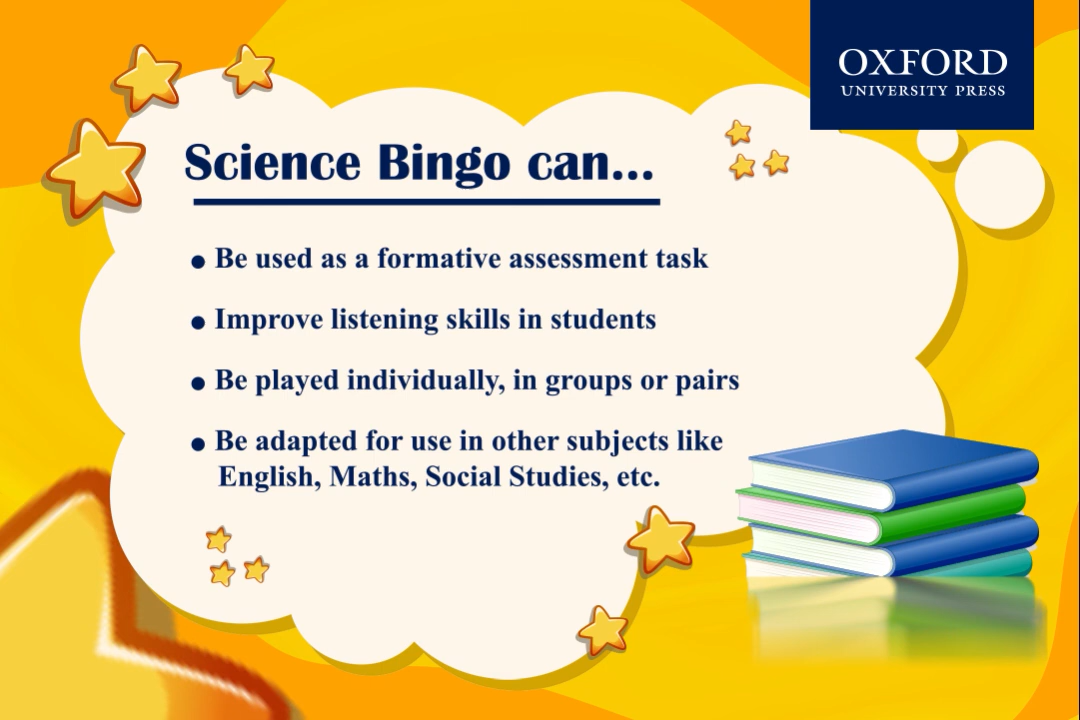 OXFORD
UNIVERSITY PRESS
Science Bingo can...
● Be used as a formative assessment task
● Improve listening skills in students
● Be played individually, in groups or pairs
● Be adapted for use in other subjects like
English, Maths, Social Studies, etc.